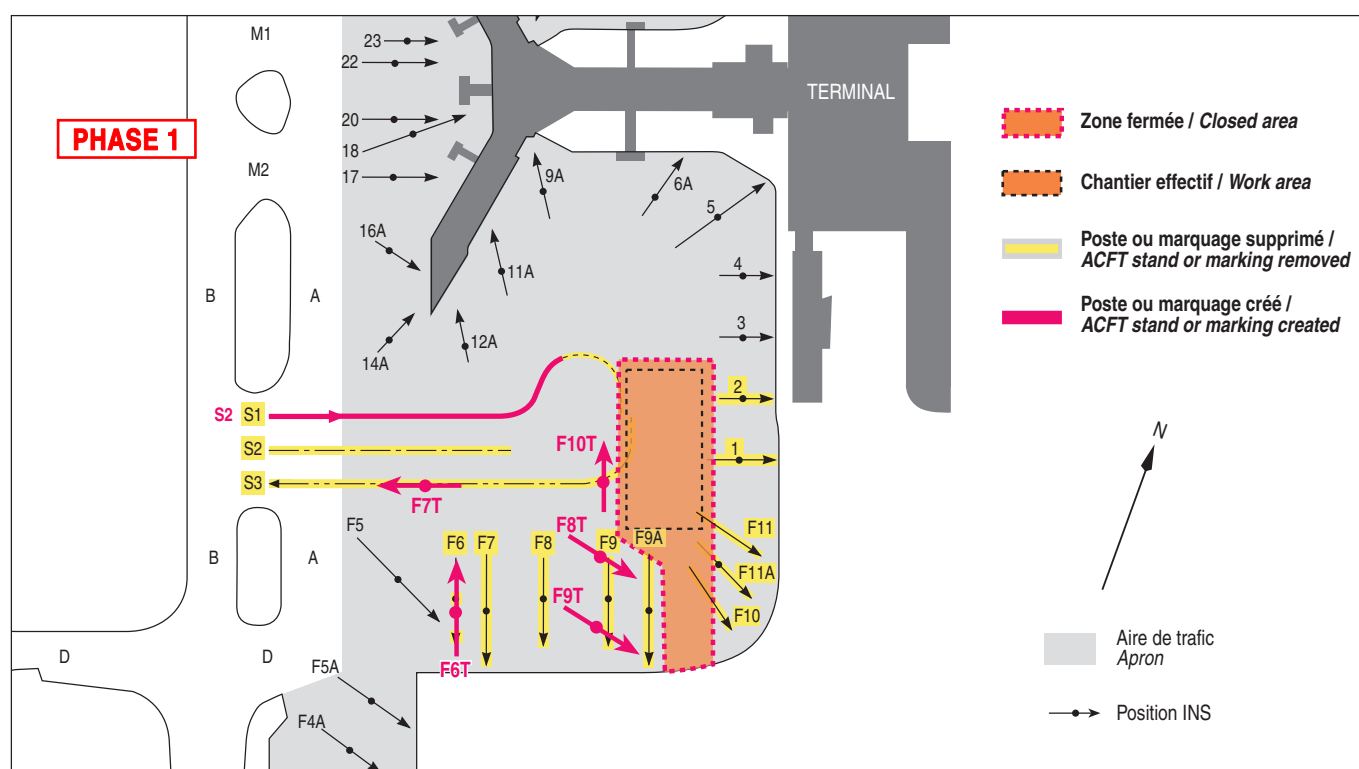 M1
23
22
TERMINAL
PHASE 1
20
18
17
M2
9A
6A
5
16A
11A
4
B
A
3
14A
12A
2
S2
S1
S2
F10T
1
S3
F7T
F5
F8T
F11
F6
F7
F8
F9
F9A
B
A
F11A
F9T
F10
D
D
F5A
F6T
F4A
Zone fermée / Closed area
Chantier effectif / Work area
Poste ou marquage supprimé /
ACFT stand or marking removed
Poste ou marquage créé /
ACFT stand or marking created
N
Aire de trafic
Apron
Position INS